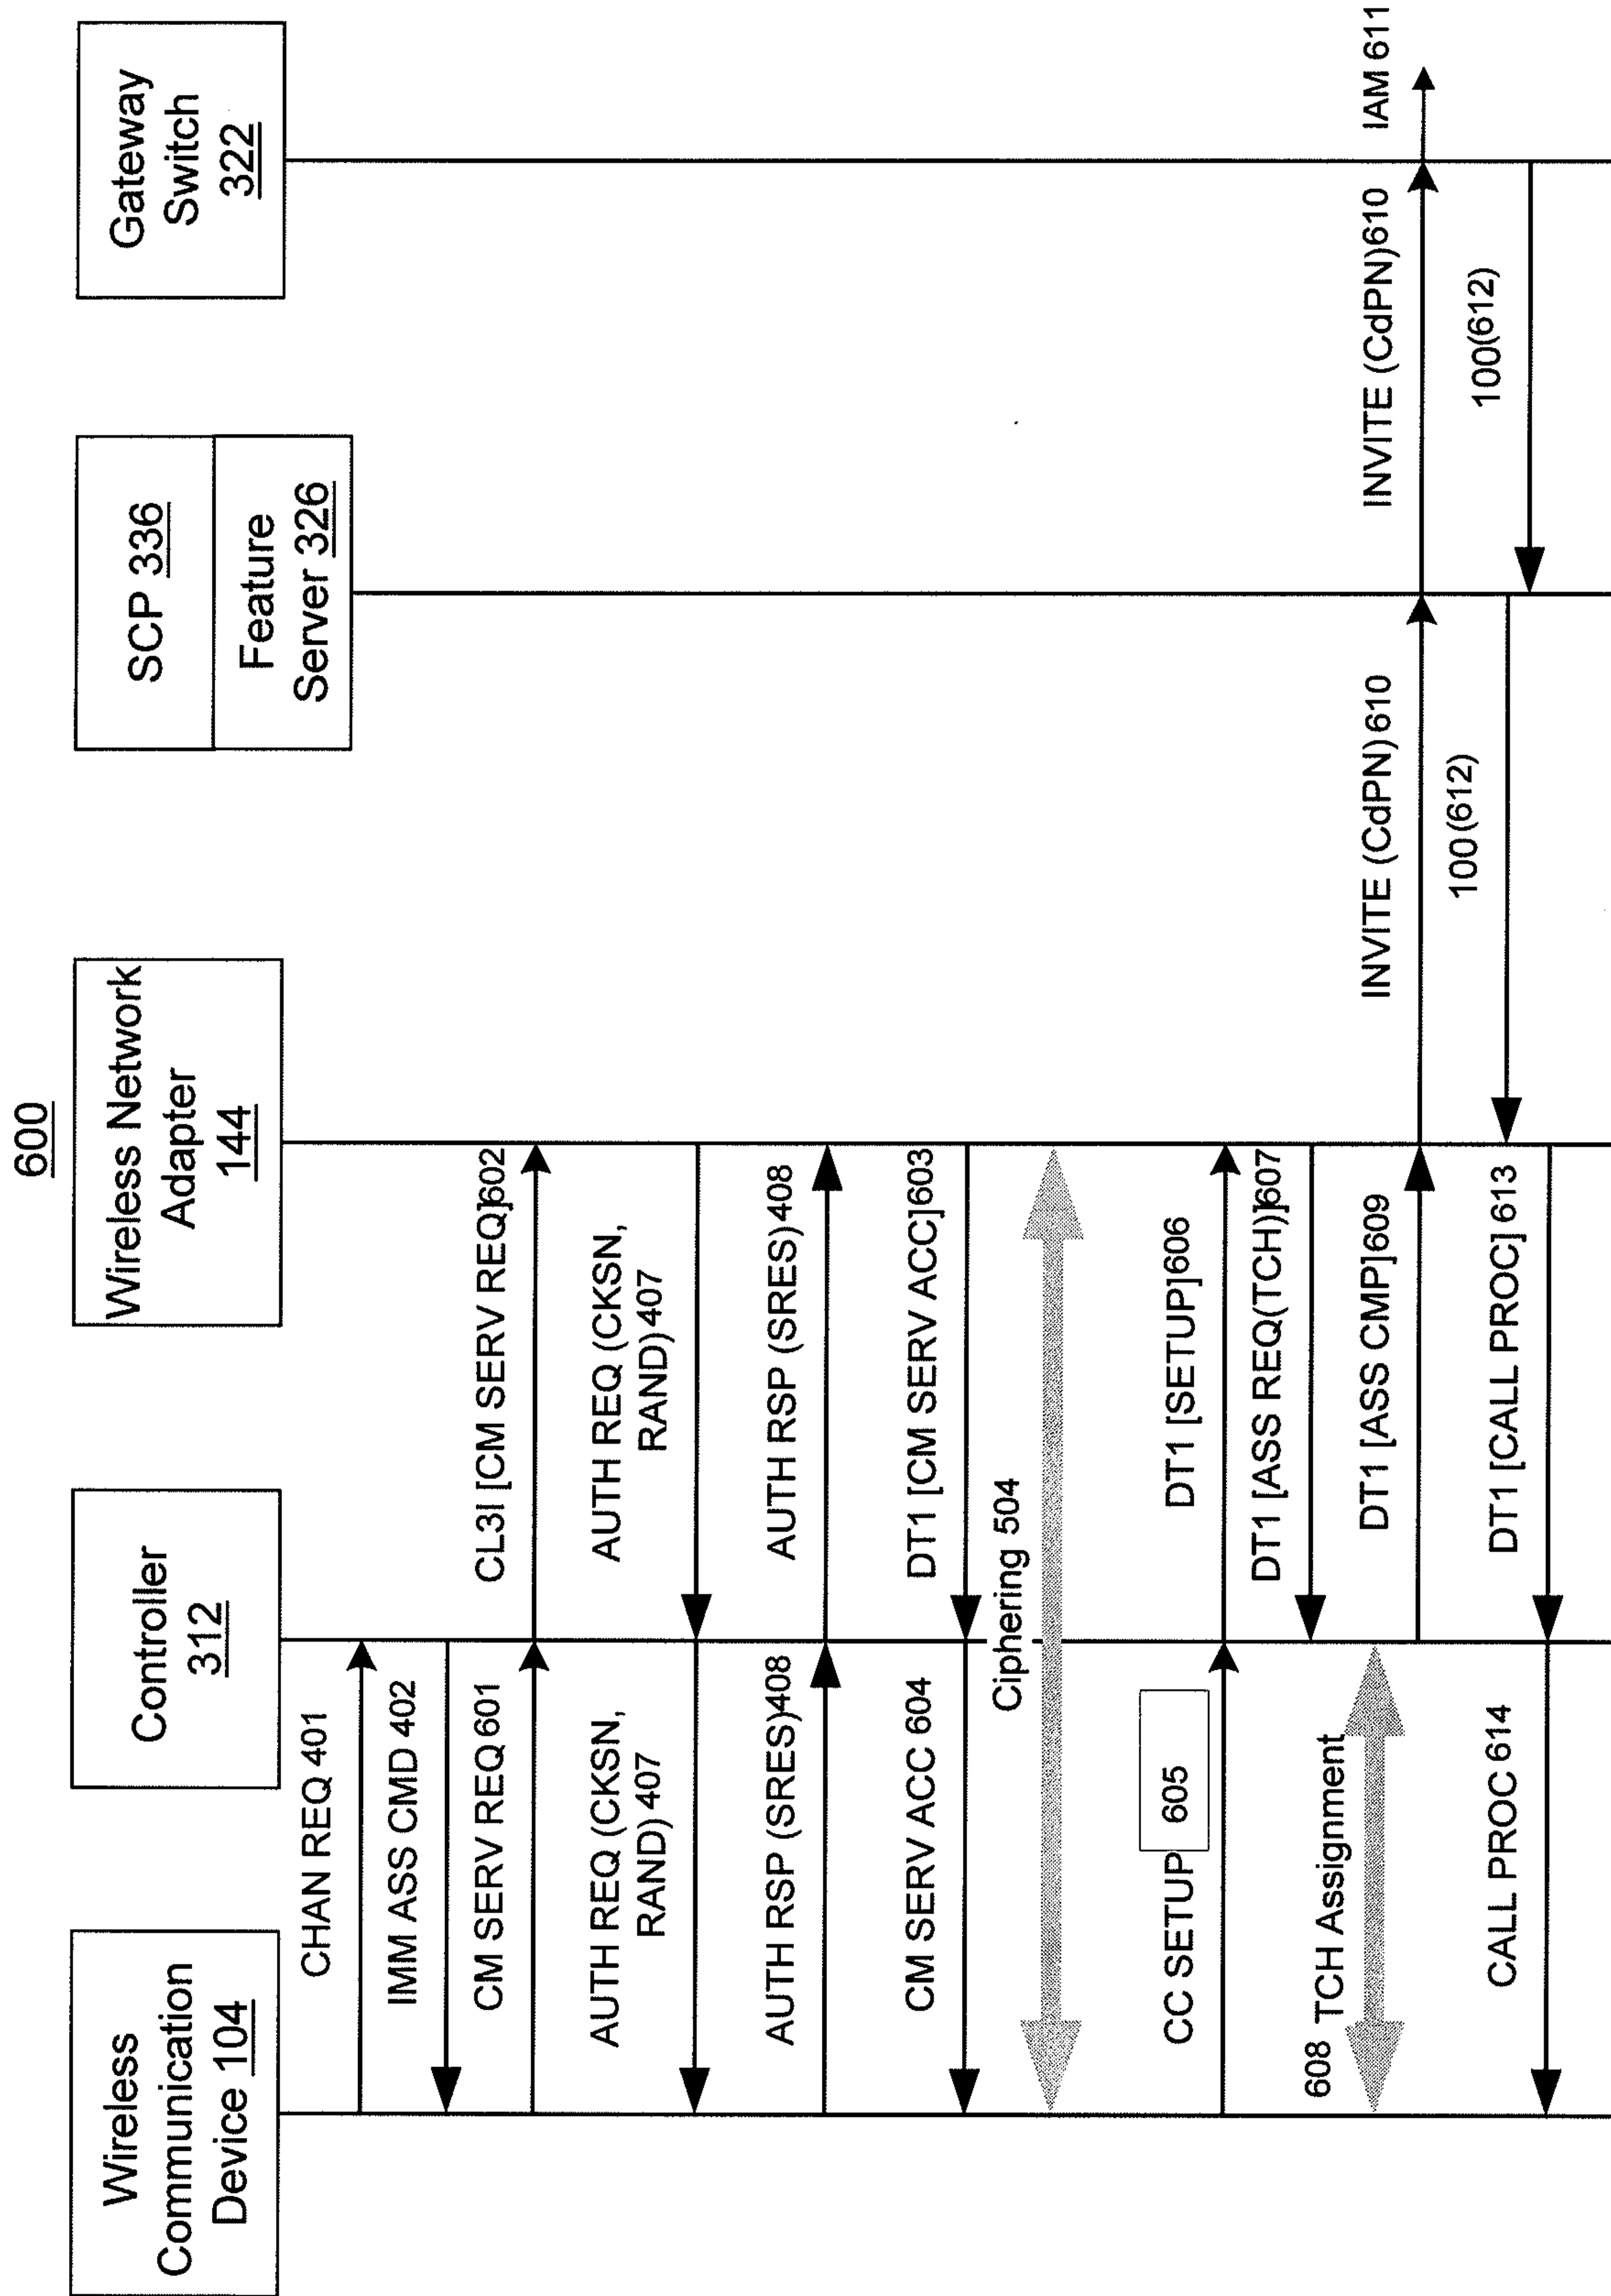 600
Wireless
Communication
Device 104
Controller
312
Wireless Network
Adapter
144
SCP 336
Feature
Server 326
Gateway
Switch
322
CHAN REQ 401
IMM ASS CMD 402
CM SERV REQ 601
CL3I [CM SERV REQ]602
AUTH REQ (CKSN,
RAND) 407
AUTH REQ (CKSN,
RAND) 407
AUTH RSP (SRES)408
AUTH RSP (SRES)408
CM SERV ACC 604
DT1 [CM SERV ACC]603
Ciphering 504
CC SETUP 605
DT1 [SETUP]606
DT1 [ASS REQ(TCH)]607
608 TCH Assignment
DT1 [ASS CMP]609
INVITE (CdPN)610
INVITE (CdPN)610
IAM 611
100(612)
100(612)
CALL PROC 614
DT1 [CALL PROC] 613